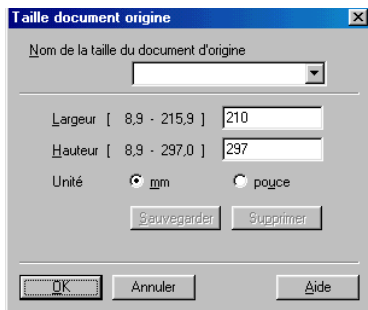 Taille document origine
Nom de la taille du document d'origine
Largeur [ 8,9 - 215,9 ] 210
Hauteur [ 8,9 - 297,0 ] 297
Unité mm pouce
Sauvegarder Supprimer
OK Annuler Aide